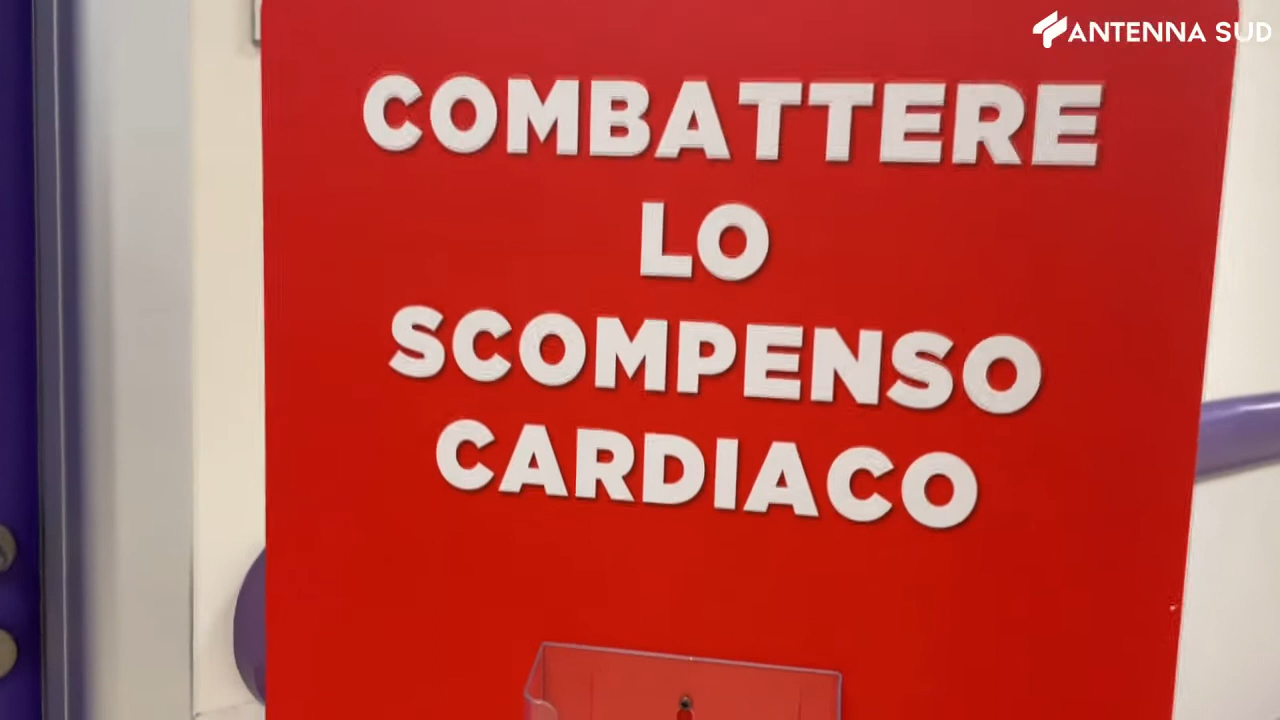 ANTENNA SUD
COMBATTERE
LO
SCOMPENSO
CARDIACO